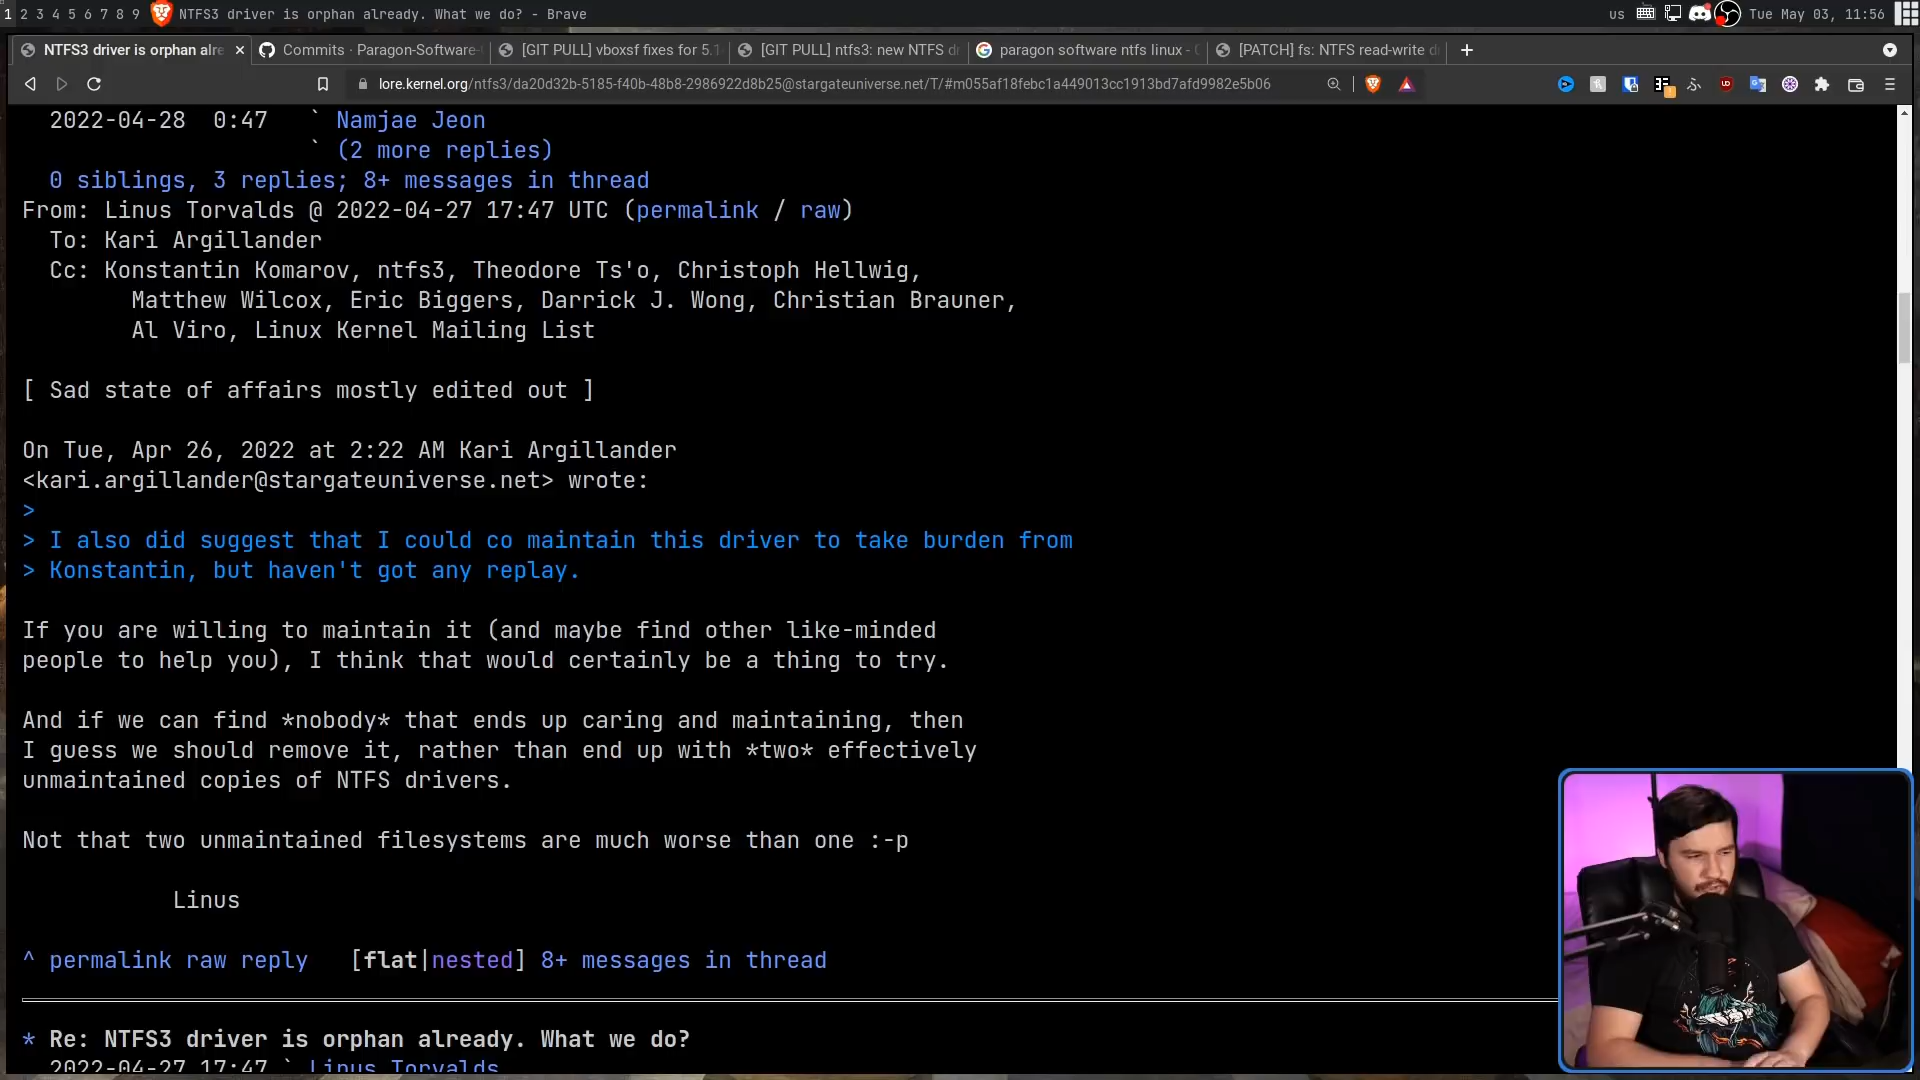 1 2 3 4 5 6 7 8 9 NTFS3 driver is orphan already. What we do? - Brave us Tue May 03, 11:56
NTFS3 driver is orphan alre Commits · Paragon-Software- [GIT PULL] vboxsf fixes for 5.1 [GIT PULL] ntfs3: new NTFS dr paragon software ntfs linux - [PATCH] fs: NTFS read-write d
lore.kernel.org/ntfs3/da20d32b-5185-f40b-48b8-2986922d8b25@stargateuniverse.net/T/#m055af18febc1a449013cc1913bd7afd9982e5b06
2022-04-28  0:47   ` Namjae Jeon
` (2 more replies)
0 siblings, 3 replies; 8+ messages in thread
From: Linus Torvalds @ 2022-04-27 17:47 UTC (permalink / raw)
To: Kari Argillander
Cc: Konstantin Komarov, ntfs3, Theodore Ts'o, Christoph Hellwig,
Matthew Wilcox, Eric Biggers, Darrick J. Wong, Christian Brauner,
Al Viro, Linux Kernel Mailing List
[ Sad state of affairs mostly edited out ]
On Tue, Apr 26, 2022 at 2:22 AM Kari Argillander
<kari.argillander@stargateuniverse.net> wrote:
>
> I also did suggest that I could co maintain this driver to take burden from
> Konstantin, but haven't got any replay.
If you are willing to maintain it (and maybe find other like-minded
people to help you), I think that would certainly be a thing to try.
And if we can find *nobody* that ends up caring and maintaining, then
I guess we should remove it, rather than end up with *two* effectively
unmaintained copies of NTFS drivers.
Not that two unmaintained filesystems are much worse than one :-p
Linus
^ permalink raw reply   [flat|nested] 8+ messages in thread
* Re: NTFS3 driver is orphan already. What we do?
2022-04-27 17:47 ` Linus Torvalds